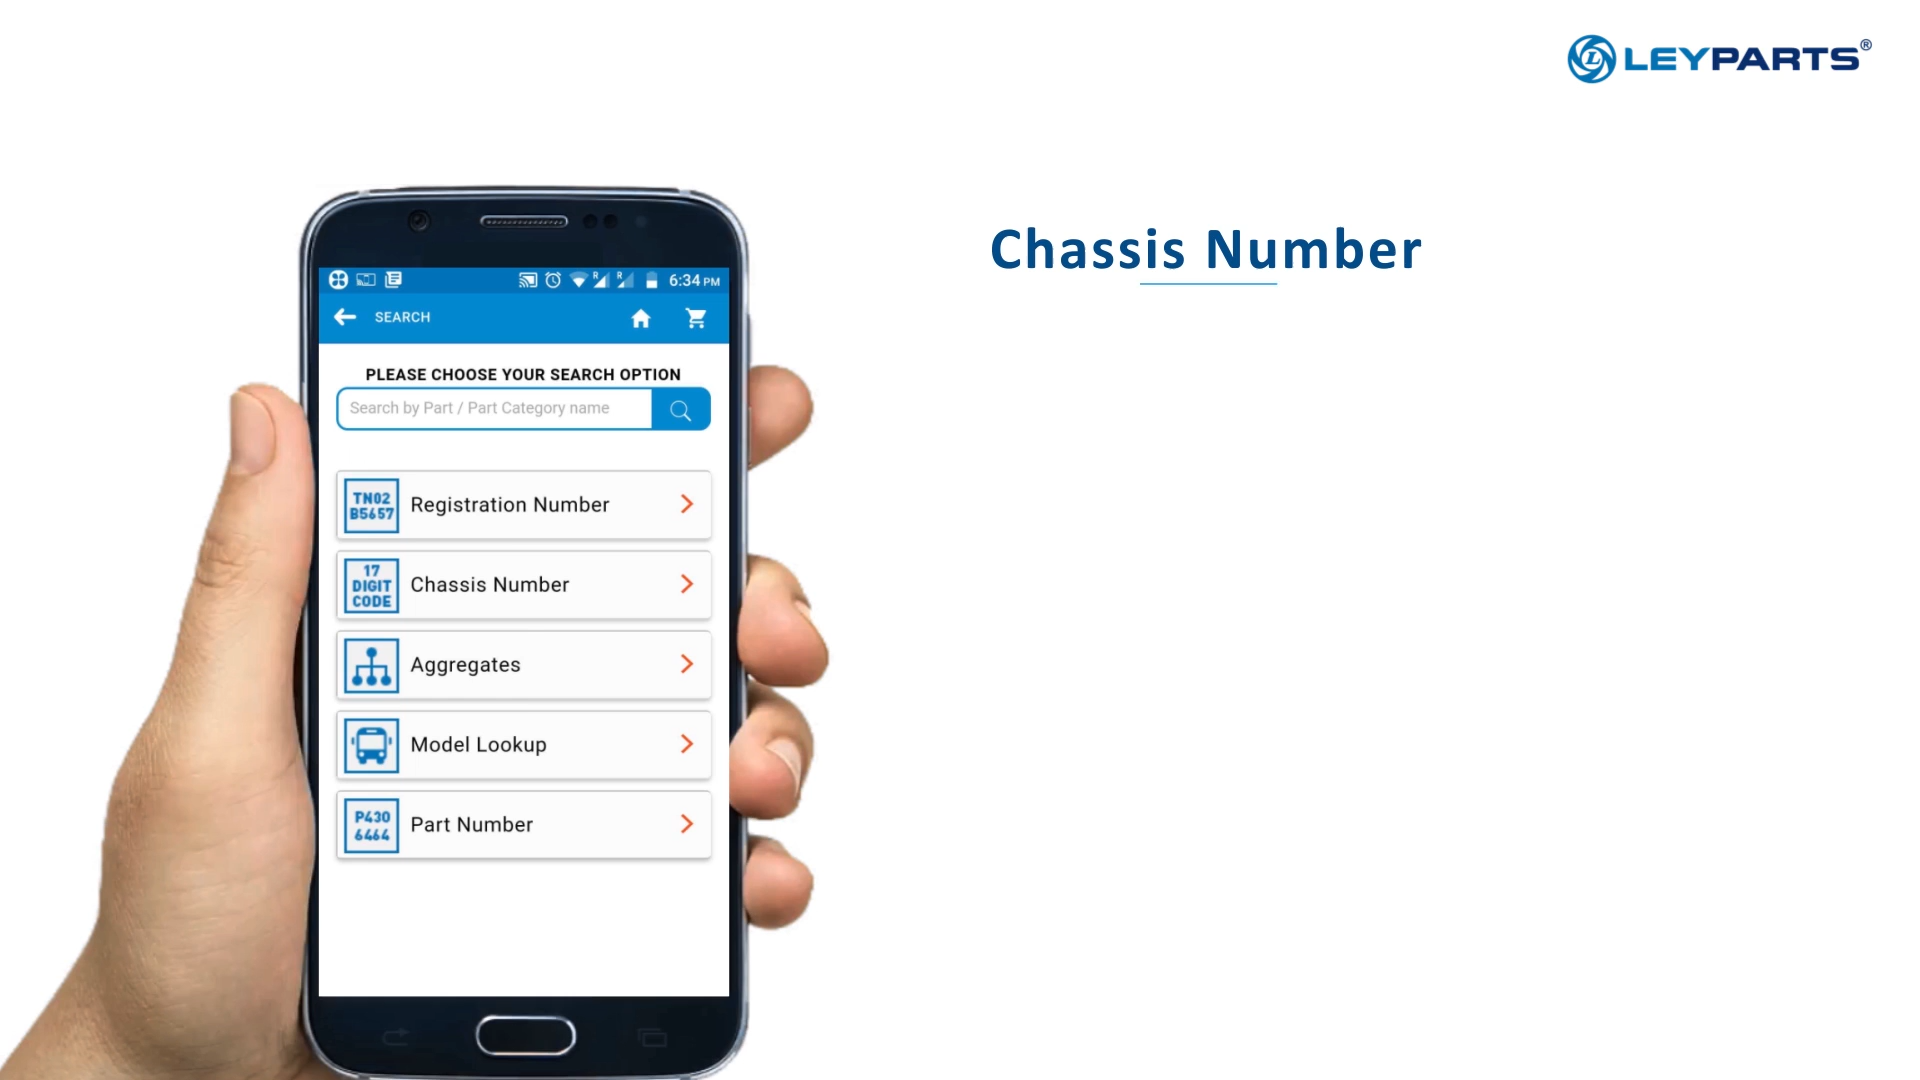 LEYPARTS®
Chassis Number
6:34 PM
SEARCH
PLEASE CHOOSE YOUR SEARCH OPTION
Search by Part / Part Category name
TN02
B5657
Registration Number
17
DIGIT
CODE
Chassis Number
Aggregates
Model Lookup
P430
6464
Part Number